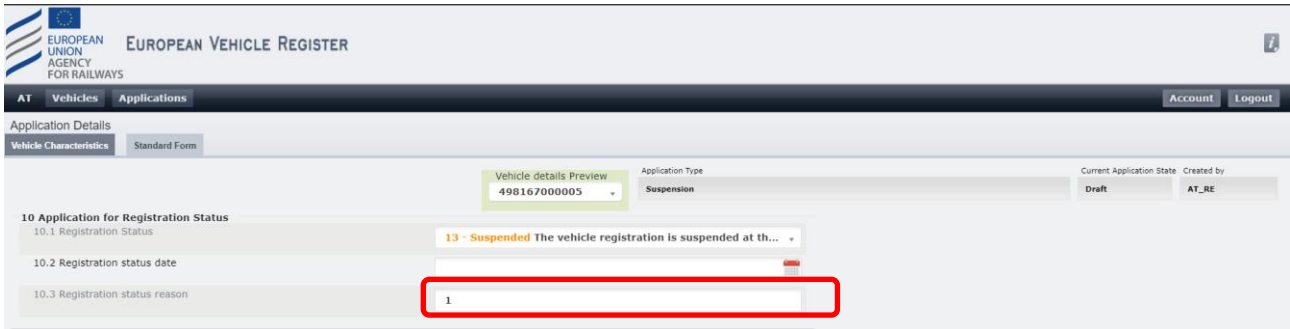 EUROPEAN
UNION
AGENCY
FOR RAILWAYS
EUROPEAN VEHICLE REGISTER
i
AT Vehicles Applications Account Logout
Application Details
Vehicle Characteristics Standard Form
Vehicle details Preview Application Type Current Application State Created by
498167000005 Suspension Draft AT_RE
10 Application for Registration Status
10.1 Registration Status 13 - Suspended The vehicle registration is suspended at th...
10.2 Registration status date
10.3 Registration status reason 1